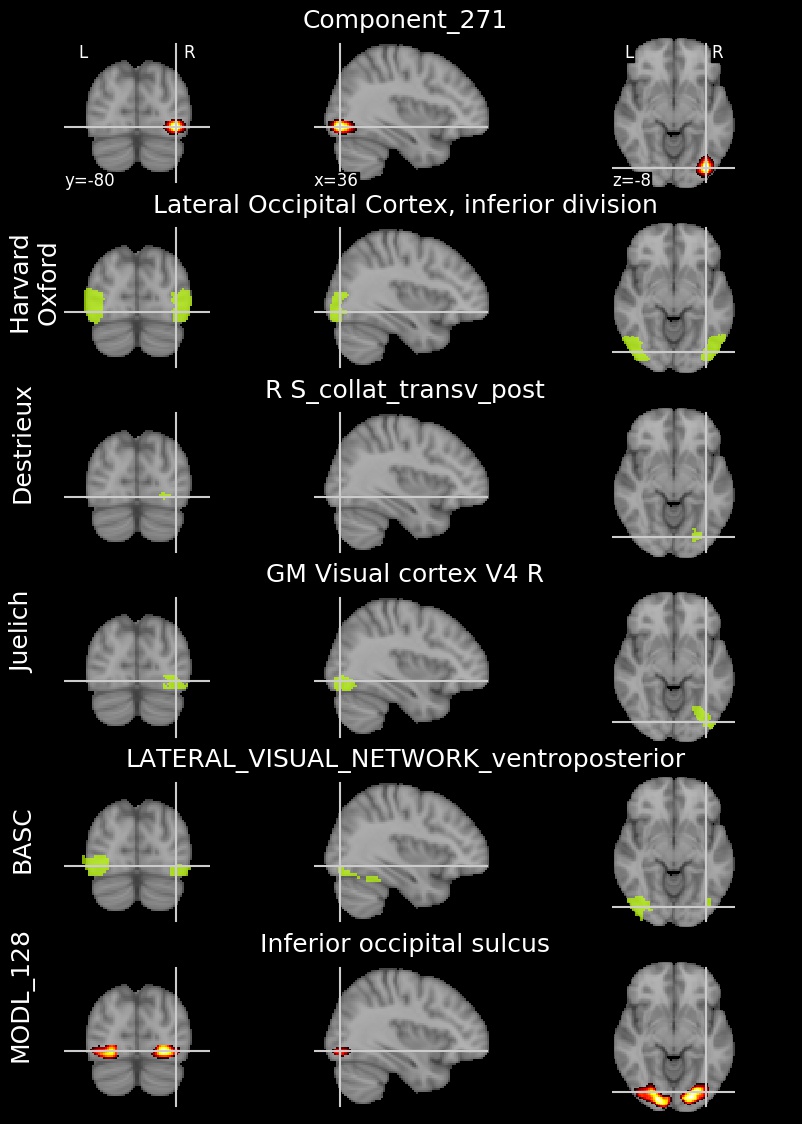 Component_271
L R
L R
y=-80
x=36
z=-8
Lateral Occipital Cortex, inferior division
Harvard
Oxford
R S_collat_transv_post
Destrieux
GM Visual cortex V4 R
Juelich
LATERAL_VISUAL_NETWORK_ventroposterior
BASC
Inferior occipital sulcus
MODL_128